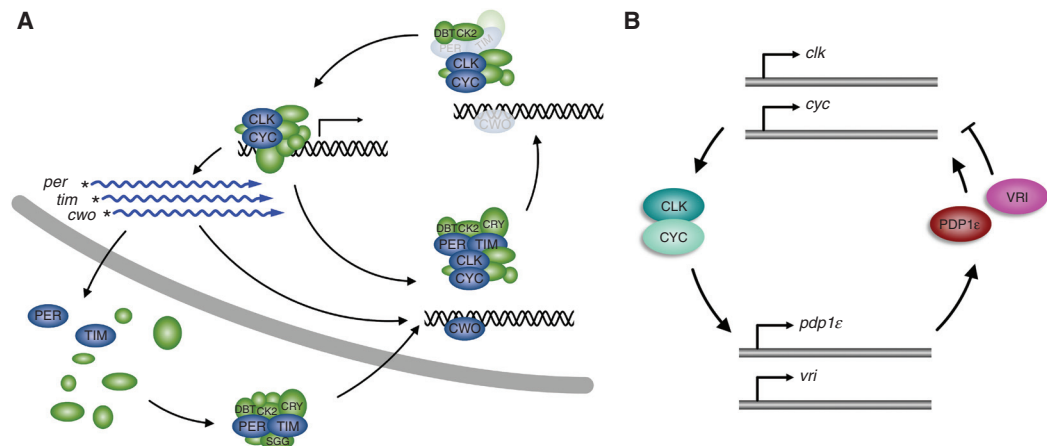 A
DBT CK2
PER TIM
CLK
CYC
CWO
CLK
CYC
per *
tim *
cwo *
DBT CK2 CRY
PER TIM
CLK
CYC
CWO
PER
TIM
DBT CK2 CRY
PER TIM
SGG
B
clk
cyc
CLK
CYC
VRI
PDP1ε
pdp1ε
vri